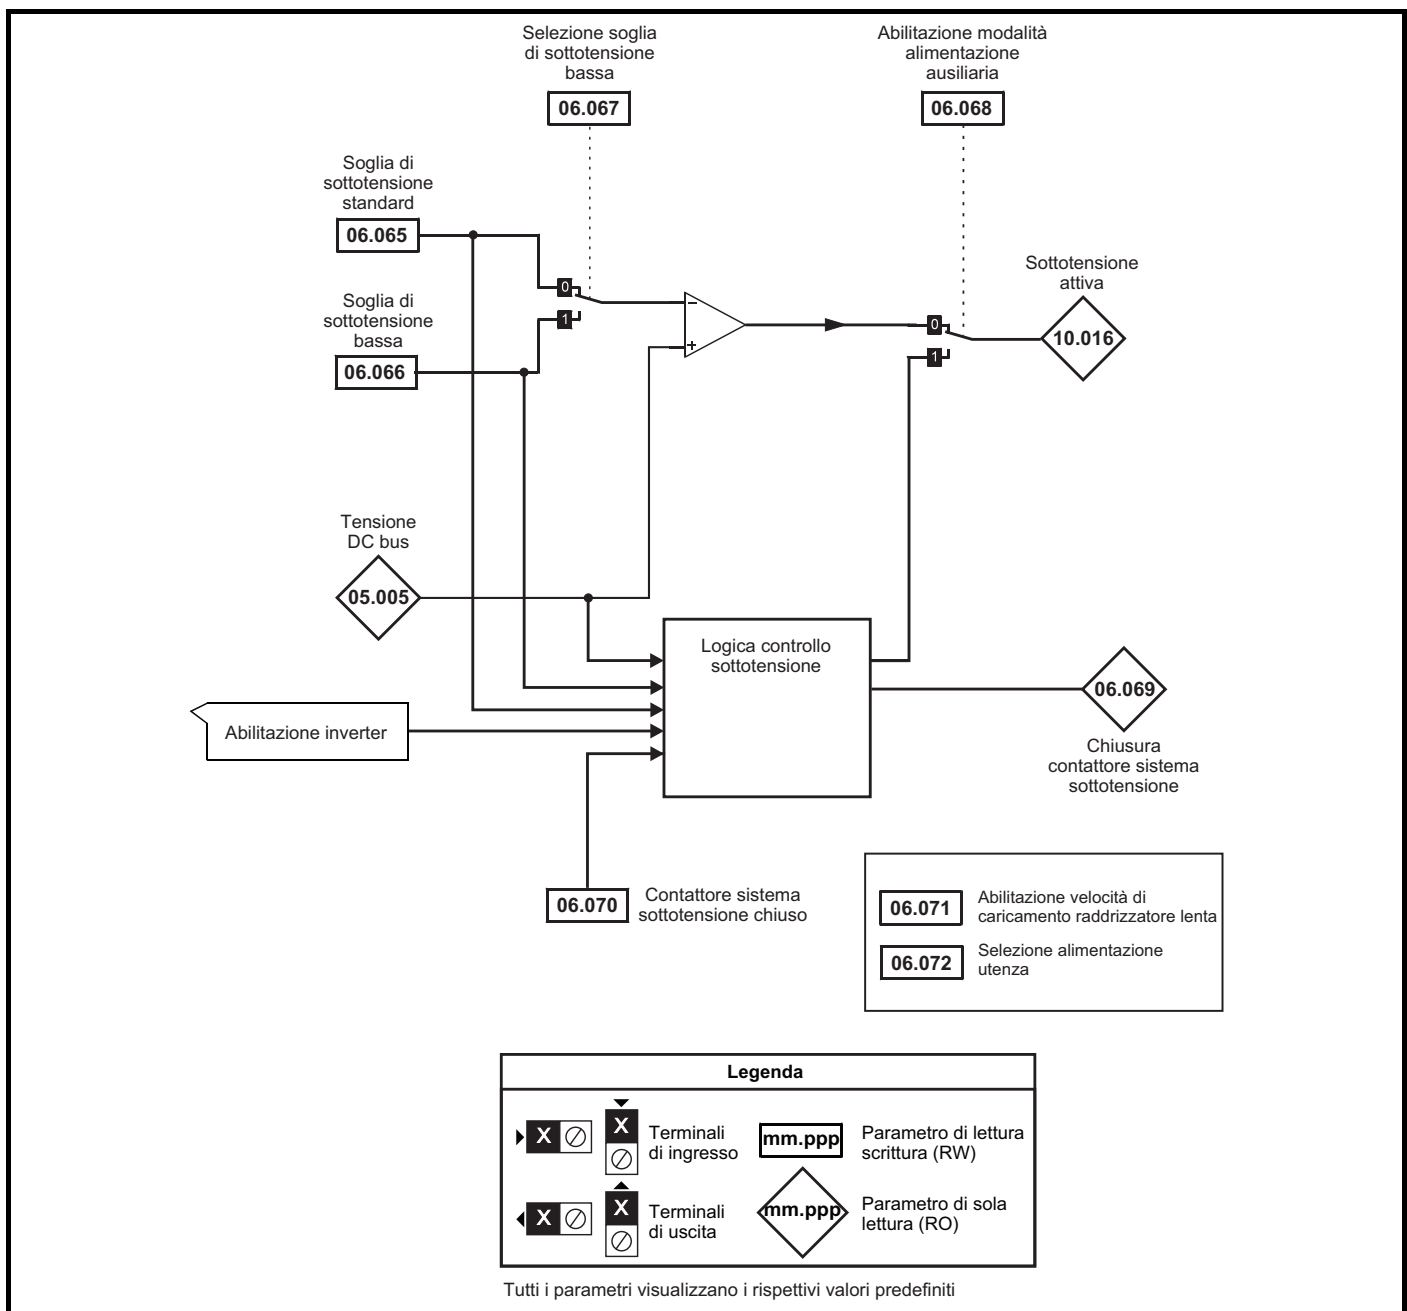 Selezione soglia
di sottotensione
bassa
06.067
Abilitazione modalità
alimentazione
ausiliaria
06.068
Soglia di
sottotensione
standard
06.065
Soglia di
sottotensione
bassa
06.066
0
1
−
+
0
1
Sottotensione
attiva
10.016
Tensione
DC bus
05.005
Logica controllo
sottotensione
Abilitazione inverter
06.069
Chiusura
contattore sistema
sottotensione
06.070
Contattore sistema
sottotensione chiuso
06.071
Abilitazione velocità di
caricamento raddrizzatore lenta
06.072
Selezione alimentazione
utenza
Legenda
X
X
Terminali
di ingresso
mm.ppp
Parametro di lettura
scrittura (RW)
X
X
Terminali
di uscita
mm.ppp
Parametro di sola
lettura (RO)
Tutti i parametri visualizzano i rispettivi valori predefiniti